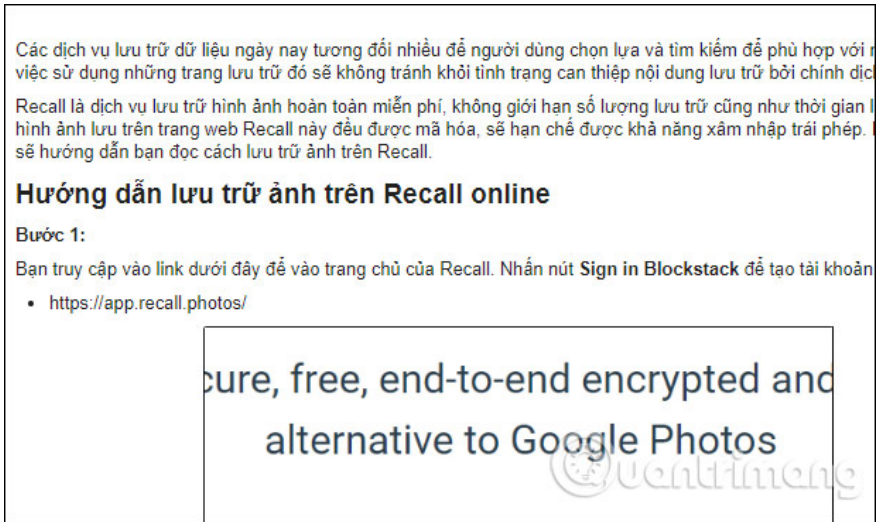 Các dịch vụ lưu trữ dữ liệu ngày nay tương đối nhiều để người dùng chọn lựa và tìm kiếm để phù hợp với
việc sử dụng những trang lưu trữ đó sẽ không tránh khỏi tình trạng can thiệp nội dung lưu trữ bởi chính
Recall là dịch vụ lưu trữ hình ảnh hoàn toàn miễn phí, không giới hạn số lượng lưu trữ cũng như thời gian
hình ảnh lưu trên trang web Recall này đều được mã hóa, sẽ hạn chế được khả năng xâm nhập trái phép.
sẽ hướng dẫn bạn đọc cách lưu trữ ảnh trên Recall.
Hướng dẫn lưu trữ ảnh trên Recall online
Bước 1:
Bạn truy cập vào link dưới đây để vào trang chủ của Recall. Nhấn nút Sign in Blockstack để tạo tài khoản
• https://app.recall.photos/
cure, free, end-to-end encrypted and
alternative to Google Photos
Quantrimang